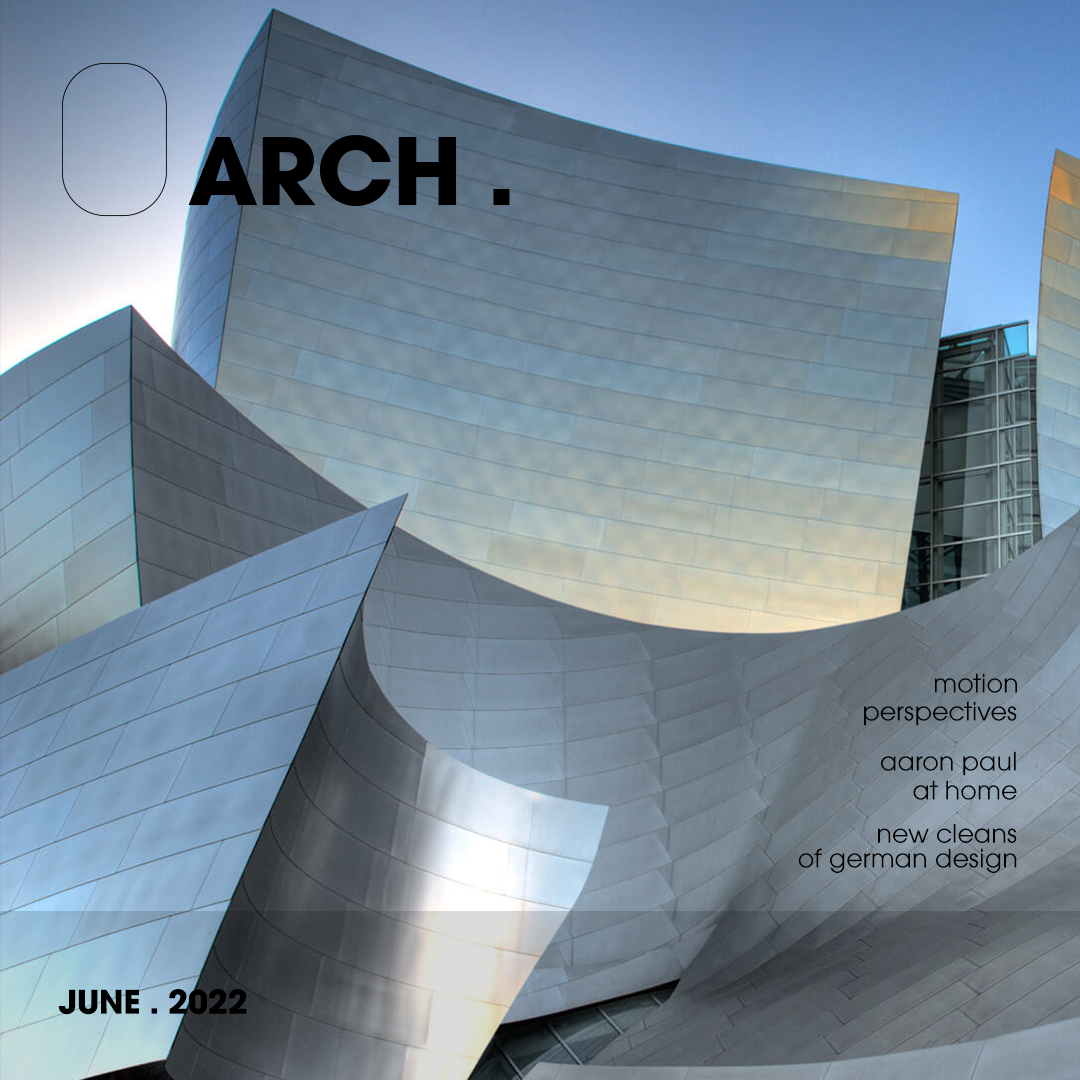 ARCH .
motion
perspectives
aaron paul
at home
new cleans
of german design
JUNE . 2022